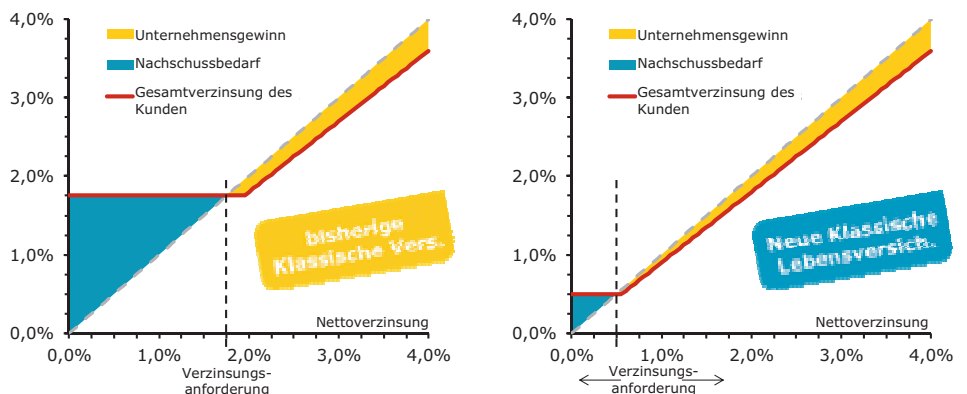 4,0%
3,0%
2,0%
1,0%
0,0%
Unternehmensgewinn
Nachschussbedarf
Gesamtverzinsung des
Kunden
bisherige
Klassische Vers.
Nettoverzinsung
0,0% 1,0% 2,0% 3,0% 4,0%
Verzinsungs-
anforderung
4,0%
3,0%
2,0%
1,0%
0,0%
Unternehmensgewinn
Nachschussbedarf
Gesamtverzinsung des
Kunden
Neue Klassische
Lebensversich.
Nettoverzinsung
0,0% 1,0% 2,0% 3,0% 4,0%
Verzinsungs-
anforderung